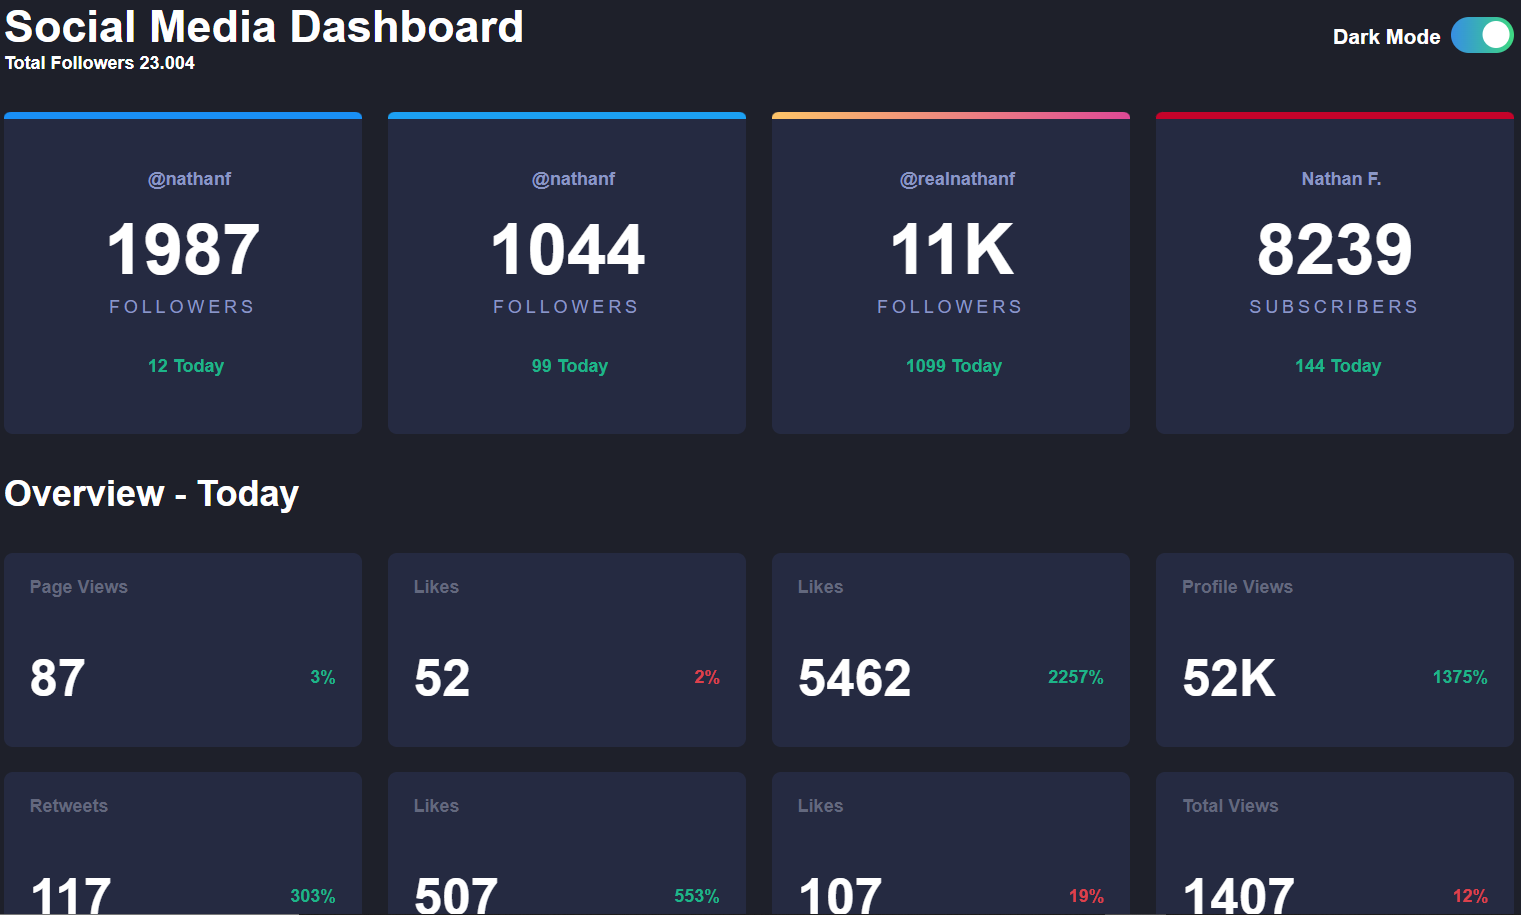 Social Media Dashboard
Total Followers 23.004
Dark Mode
@nathanf
1987
FOLLOWERS
12 Today
@nathanf
1044
FOLLOWERS
99 Today
@realnathanf
11K
FOLLOWERS
1099 Today
Nathan F.
8239
SUBSCRIBERS
144 Today
Overview - Today
Page Views
87 3%
Likes
52 2%
Likes
5462 2257%
Profile Views
52K 1375%
Retweets
117 303%
Likes
507 553%
Likes
107 19%
Total Views
1407 12%